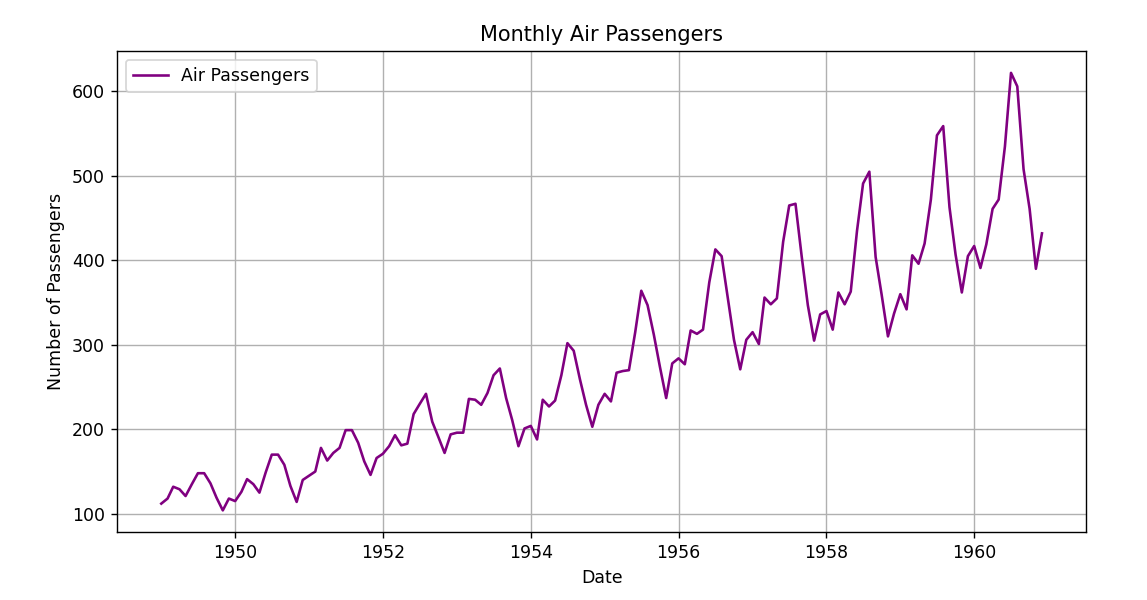 Monthly Air Passengers
Air Passengers
Number of Passengers
600
500
400
300
200
100
1950 1952 1954 1956 1958 1960
Date